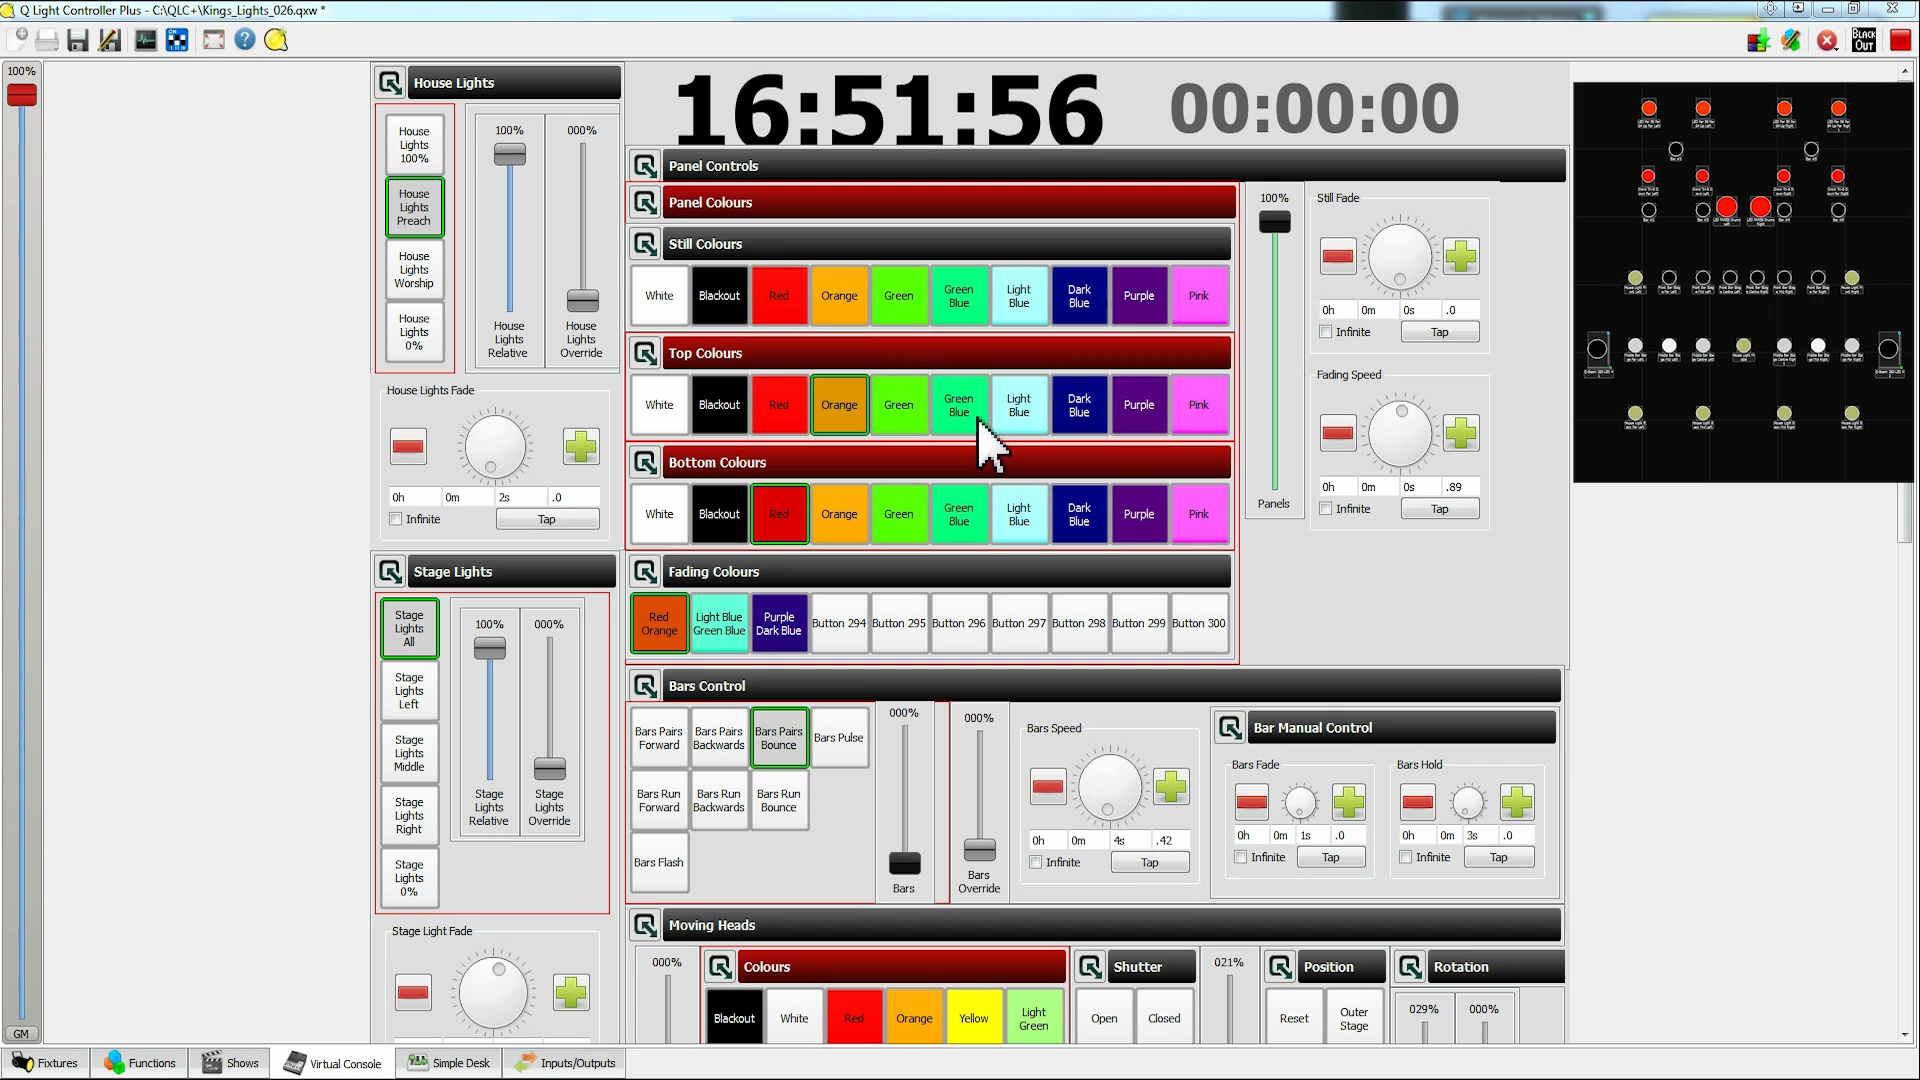 Q Light Controller Plus - C:\QLC+\Kings_Lights_026.qxw *
BLACK
OUT
100%
GM
House Lights
House
Lights
100%
House
Lights
Preach
House
Lights
Worship
House
Lights
0%
100%
000%
House
Lights
Relative
House
Lights
Override
House Lights Fade
0h 0m 2s .0
Infinite
Tap
Stage Lights
Stage
Lights
All
Stage
Lights
Left
Stage
Lights
Middle
Stage
Lights
Right
Stage
Lights
0%
100%
000%
Stage
Lights
Relative
Stage
Lights
Override
Stage Light Fade
16:51:56
00:00:00
Panel Controls
Panel Colours
Still Colours
White Blackout Red Orange Green Green Blue Light Blue Dark Blue Purple Pink
Top Colours
White Blackout Red Orange Green Green Blue Light Blue Dark Blue Purple Pink
Bottom Colours
White Blackout Red Orange Green Green Blue Light Blue Dark Blue Purple Pink
Fading Colours
Red Orange Light Blue Green Blue Purple Dark Blue Button 294 Button 295 Button 296 Button 297 Button 298 Button 299 Button 300
100%
Panels
Still Fade
0h 0m 0s .0
Infinite
Tap
Fading Speed
0h 0m 0s .89
Infinite
Tap
Bars Control
Bars Pairs
Forward
Bars Pairs
Backwards
Bars Pairs
Bounce
Bars Pulse
Bars Run
Forward
Bars Run
Backwards
Bars Run
Bounce
Bars Flash
000%
Bars
000%
Bars
Override
Bars Speed
0h 0m 4s .42
Infinite
Tap
Bar Manual Control
Bars Fade
0h 0m 1s .0
Infinite
Tap
Bars Hold
0h 0m 3s .0
Infinite
Tap
Moving Heads
000%
Colours
Blackout White Red Orange Yellow Light Green
Shutter
Open Closed
021%
Position
Reset
Outer
Stage
Rotation
029%
000%
Fixtures Functions Shows Virtual Console Simple Desk Inputs/Outputs